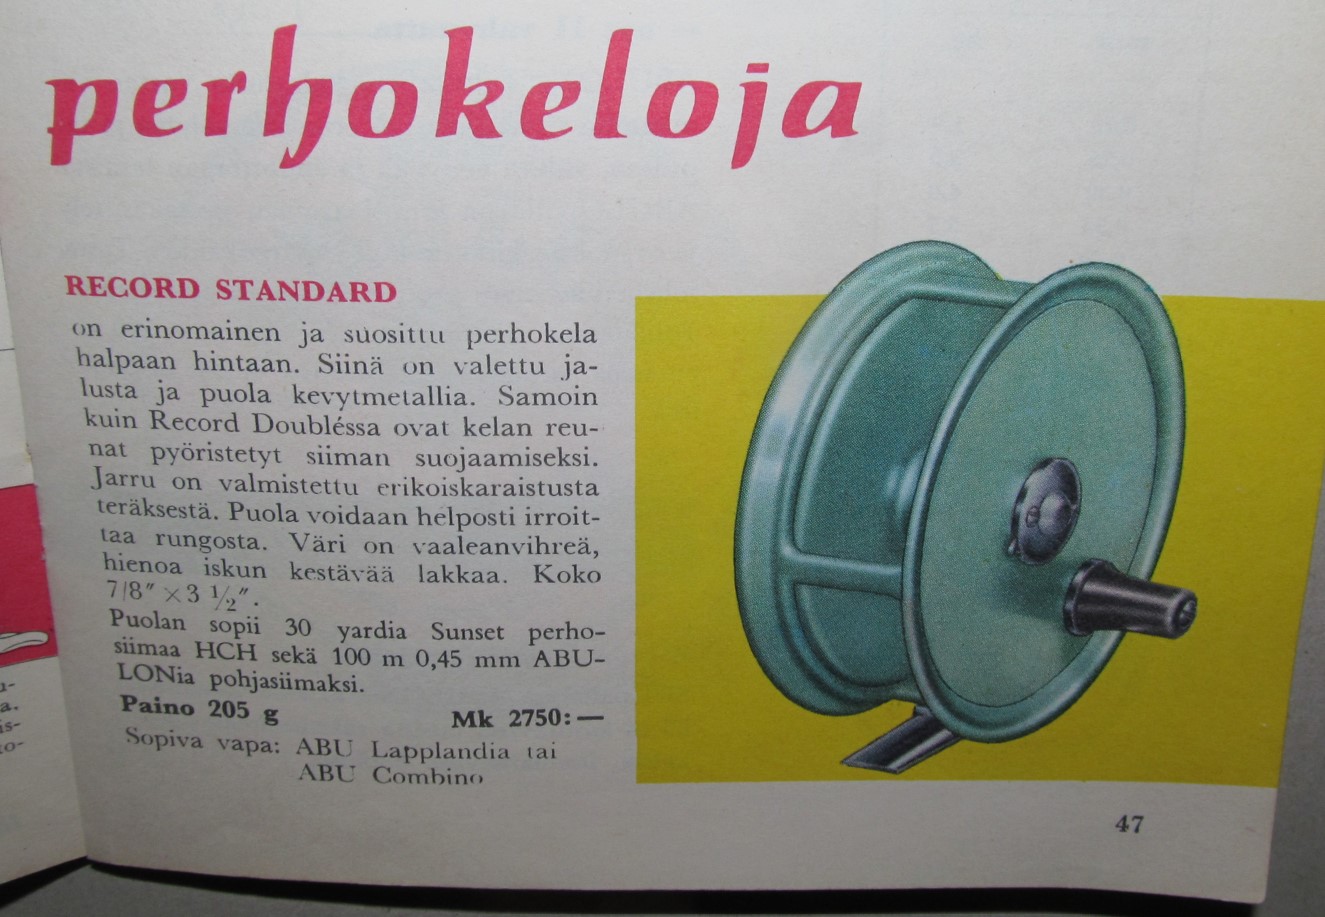 perhokeloja
RECORD STANDARD
on erinomainen ja suosittu perhokela
halpaan hintaan. Siinä on valettu ja-
lusta ja puola kevytmetallia. Samoin
kuin Record Doubléssa ovat kelan reu-
nat pyöristetyt siiman suojaamiseksi.
Jarru on valmistettu erikoiskaraistusta
teräksestä. Puola voidaan helposti irroit-
taa rungosta. Väri on vaaleanvihreä,
hienoa iskun kestävää lakkaa. Koko
7/8" × 3 1/2".
Puolan sopii 30 yardia Sunset perho-
siimaa HCH sekä 100 m 0,45 mm ABU-
LONia pohjasiimaksi.
Paino 205 g Mk 2750:—
Sopiva vapa: ABU Lapplandia tai
ABU Combino
47